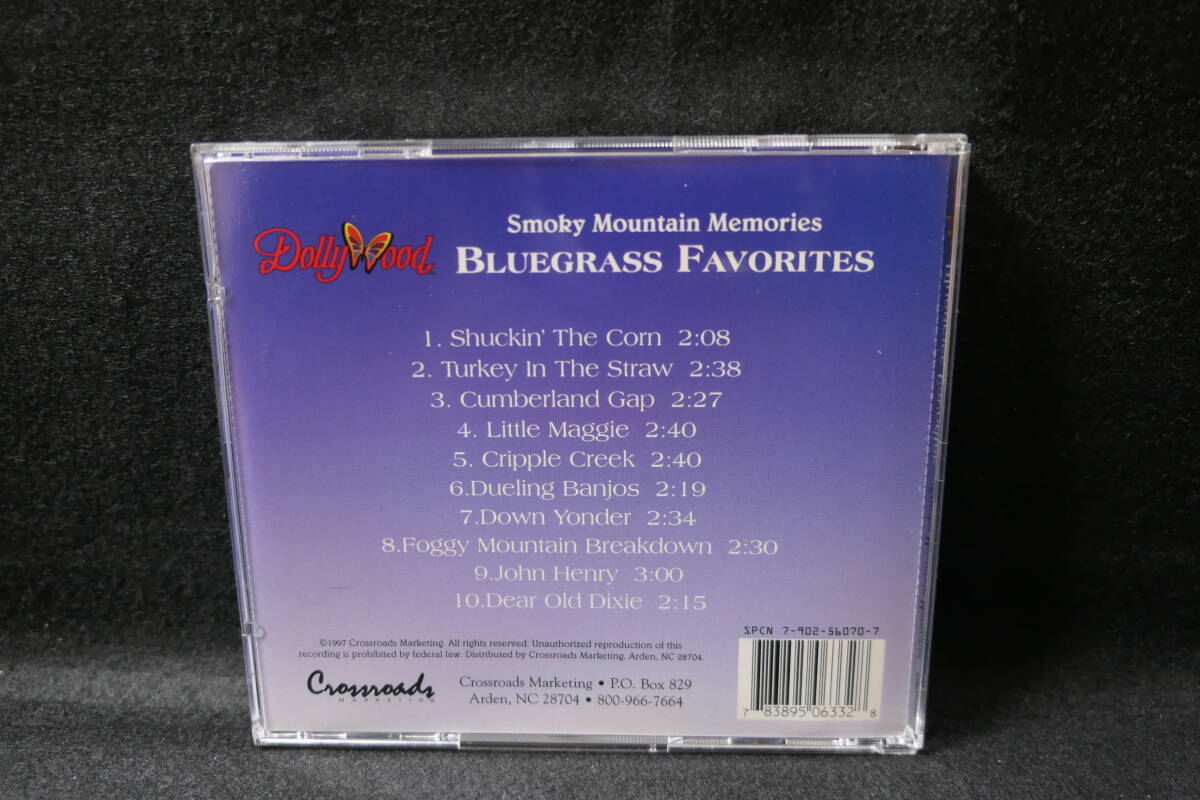 Smoky Mountain Memories
DollyWood
BLUEGRASS FAVORITES
1. Shuckin' The Corn 2:08
2. Turkey In The Straw 2:38
3. Cumberland Gap 2:27
4. Little Maggie 2:40
5. Cripple Creek 2:40
6.Dueling Banjos 2:19
7.Down Yonder 2:34
8.Foggy Mountain Breakdown 2:30
9.John Henry 3:00
10.Dear Old Dixie 2:15
©1997 Crossroads Marketing. All rights reserved. Unauthorized reproduction of this
recording is prohibited by federal law. Distributed by Crossroads Marketing, Arden, NC 28704.
Crossroads
MARKETING
Crossroads Marketing • P.O. Box 829
Arden, NC 28704 • 800-966-7664
SPCN 7-902-56070-7
7 83895 06332 8